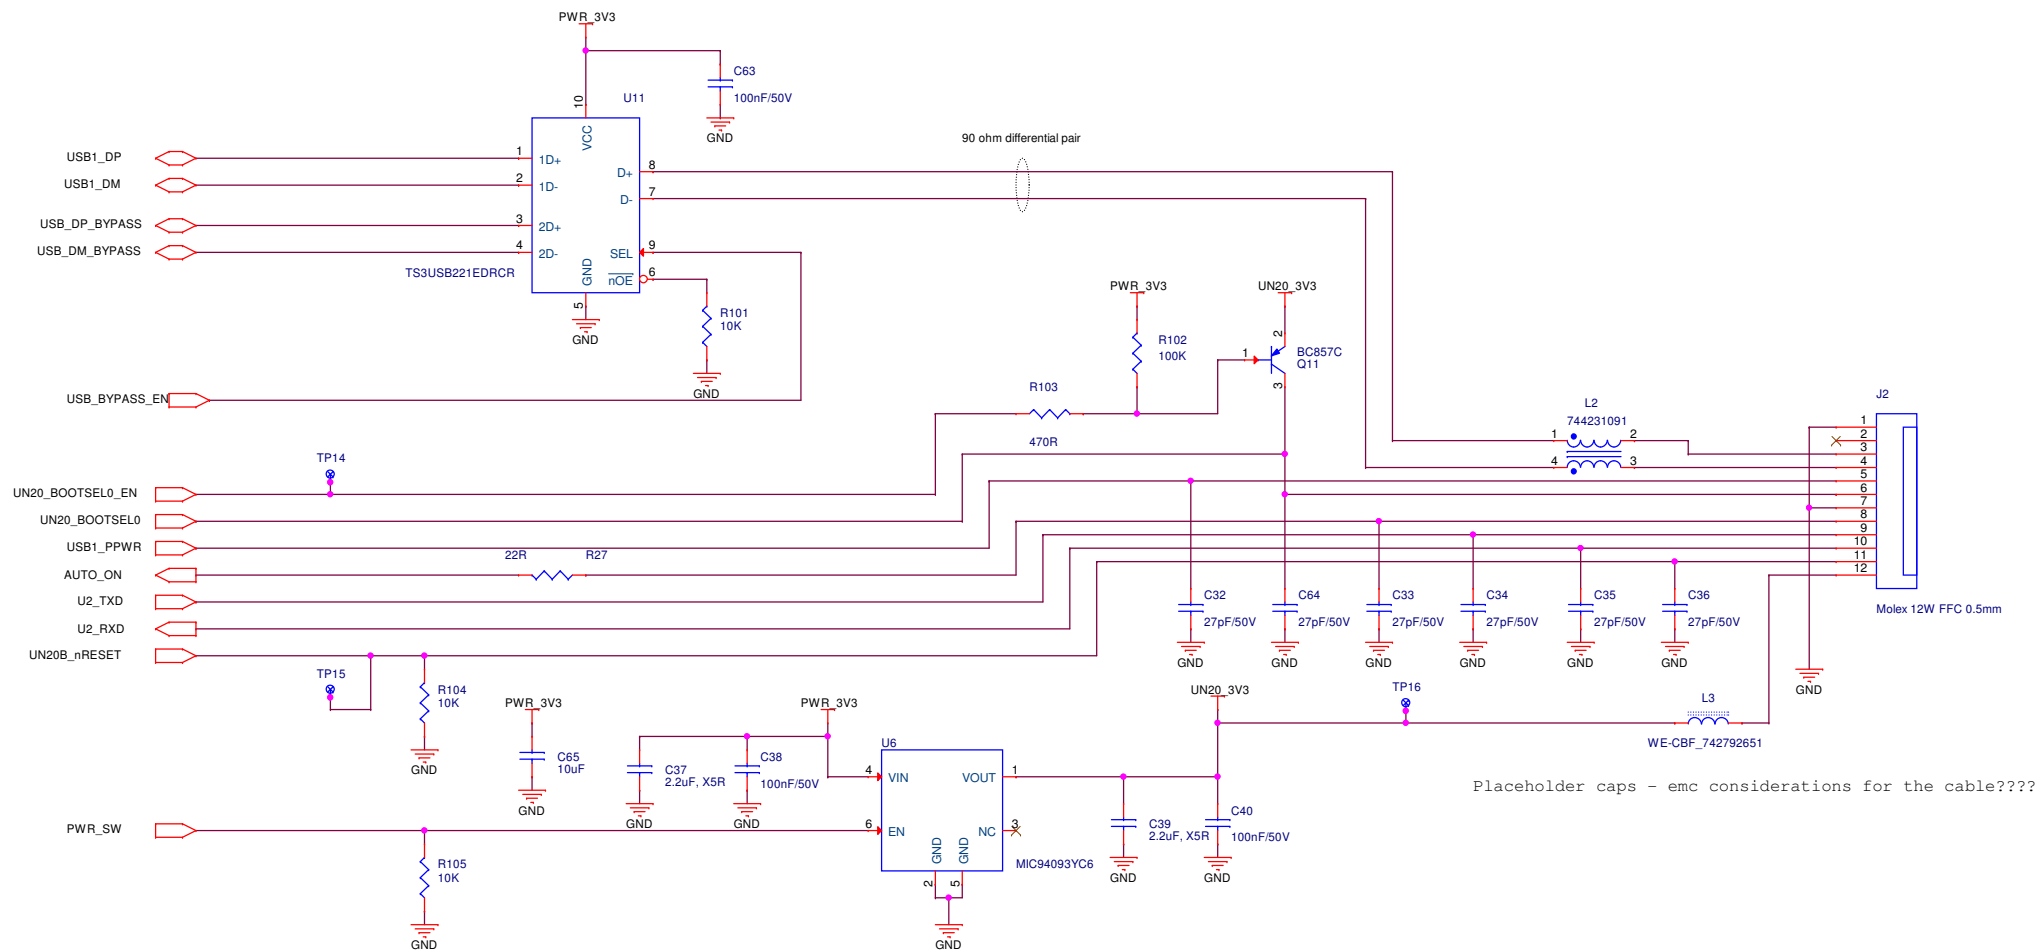 PWR_3V3
C63
100nF/50V
GND
U11
10
VCC
USB1_DP
1
1D+
USB1_DM
2
1D-
USB_DP_BYPASS
3
2D+
USB_DM_BYPASS
4
2D-
D+
8
D-
7
SEL
9
nOE
6
GND
5
TS3USB221EDRCR
GND
R101
10K
GND
90 ohm differential pair
USB_BYPASS_EN
PWR_3V3
R102
100K
UN20_3V3
2
1
BC857C
Q11
3
R103
470R
TP14
UN20_BOOTSEL0_EN
UN20_BOOTSEL0
USB1_PPWR
22R
R27
AUTO_ON
U2_TXD
U2_RXD
UN20B_nRESET
TP15
R104
10K
GND
L2
744231091
1
2
4
3
J2
1
2
3
4
5
6
7
8
9
10
11
12
Molex 12W FFC 0.5mm
C32
27pF/50V
GND
C64
27pF/50V
GND
C33
27pF/50V
GND
C34
27pF/50V
GND
C35
27pF/50V
GND
C36
27pF/50V
GND
GND
PWR_3V3
C65
10uF
GND
PWR_3V3
C37
2.2uF, X5R
GND
C38
100nF/50V
GND
U6
4
VIN
VOUT
1
6
EN
NC
3
GND
GND
2
5
MIC94093YC6
GND
UN20_3V3
TP16
L3
WE-CBF_742792651
C39
2.2uF, X5R
GND
C40
100nF/50V
GND
PWR_SW
R105
10K
GND
Placeholder caps - emc considerations for the cable????